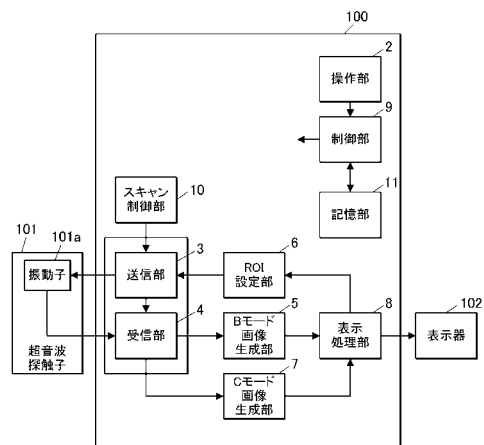 100
2
操作部
9
制御部
スキャン
制御部
10
11
記憶部
101
101a
振動子
3
送信部
6
ROI
設定部
4
受信部
5
Bモード
画像
生成部
8
表示
処理部
102
表示器
超音波
探触子
7
Cモード
画像
生成部